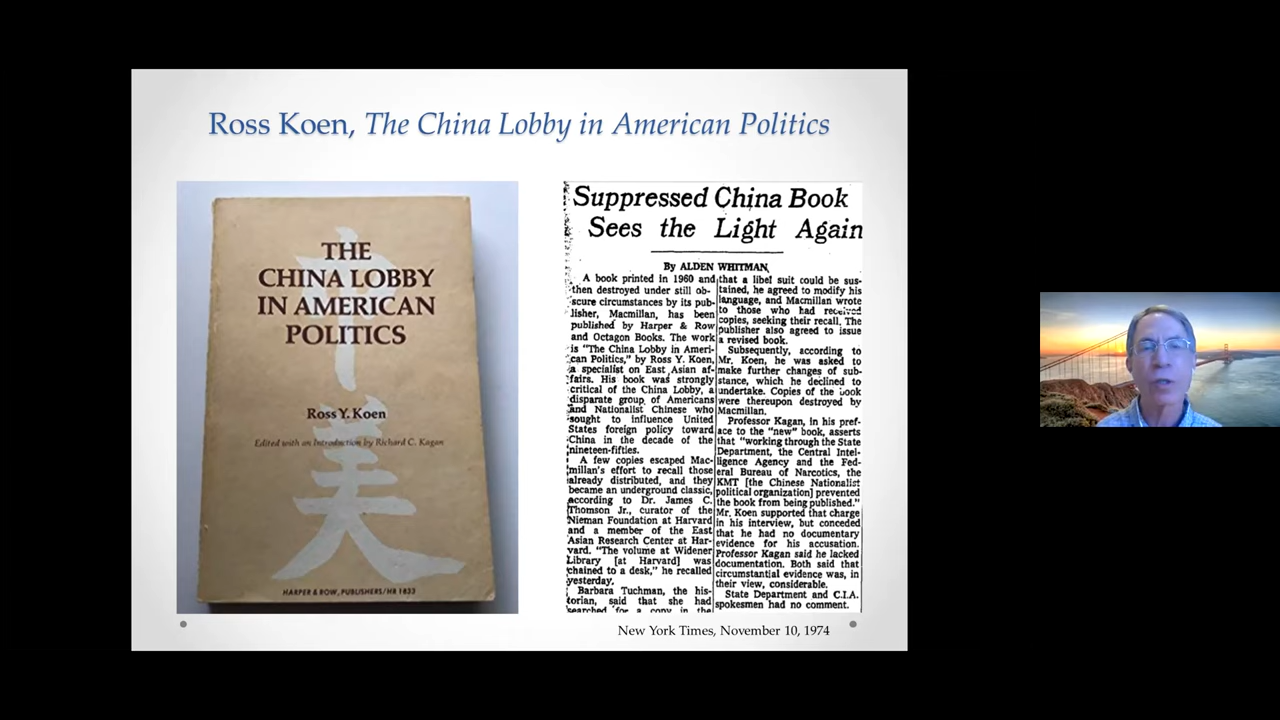 Ross Koen, The China Lobby in American Politics
THE
CHINA LOBBY
IN AMERICAN
POLITICS
Ross Y. Koen
Edited with an Introduction by Richard C. Kagan
中
美
HARPER & ROW, PUBLISHERS/HR 1833
Suppressed China Book
Sees the Light Again
By ALDEN WHITMAN
A book printed in 1960 and
then destroyed under still ob-
scure circumstances by its pub-
lisher, Macmillan, has been
published by Harper & Row
and Octagon Books. The work
is "The China Lobby in Ameri-
can Politics," by Ross Y. Koen,
a specialist on East Asian af-
fairs. His book was strongly
critical of the China Lobby, a
disparate group of Americans
and Nationalist Chinese who
sought to influence United
States foreign policy toward
China in the decade of the
nineteen-fifties.
A few copies escaped Mac-
millan's effort to recall those
already distributed, and they
became an underground classic,
according to Dr. James C.
Thomson Jr., curator of the
Nieman Foundation at Harvard
and a member of the East
Asian Research Center at Har-
vard. "The volume at Widener
Library [at Harvard] was
chained to a desk," he recalled
yesterday.
Barbara Tuchman, the his-
torian, said that she had
searched for a copy in the
that a libel suit could be sus-
tained, he agreed to modify his
language, and Macmillan wrote
to those who had received
copies, seeking their recall. The
publisher also agreed to issue
a revised book.
Subsequently, according to
Mr. Koen, he was asked to
make further changes of sub-
stance, which he declined to
undertake. Copies of the book
were thereupon destroyed by
Macmillan.
Professor Kagan, in his pref-
ace to the "new" book, asserts
that "working through the State
Department, the Central Intel-
ligence Agency and the Fed-
eral Bureau of Narcotics, the
KMT [the Chinese Nationalist
political organization] prevented
the book from being published."
Mr. Koen supported that charge
in his interview, but conceded
that he had no documentary
evidence for his accusation.
Professor Kagan said he lacked
documentation. Both said that
circumstantial evidence was, in
their view, considerable.
State Department and C.I.A.
spokesmen had no comment.
New York Times, November 10, 1974